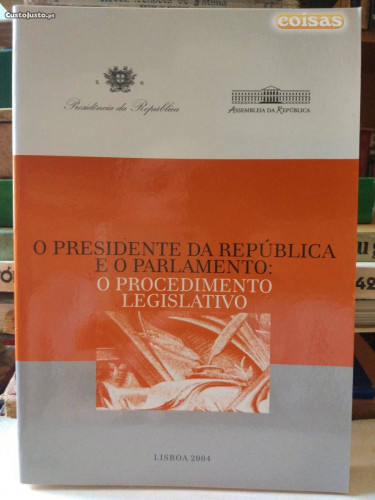 CustoJusto.pt
coisas
Presidência da República
ASSEMBLEIA DA REPÚBLICA
O PRESIDENTE DA REPÚBLICA
E O PARLAMENTO:
O PROCEDIMENTO
LEGISLATIVO
LISBOA 2004